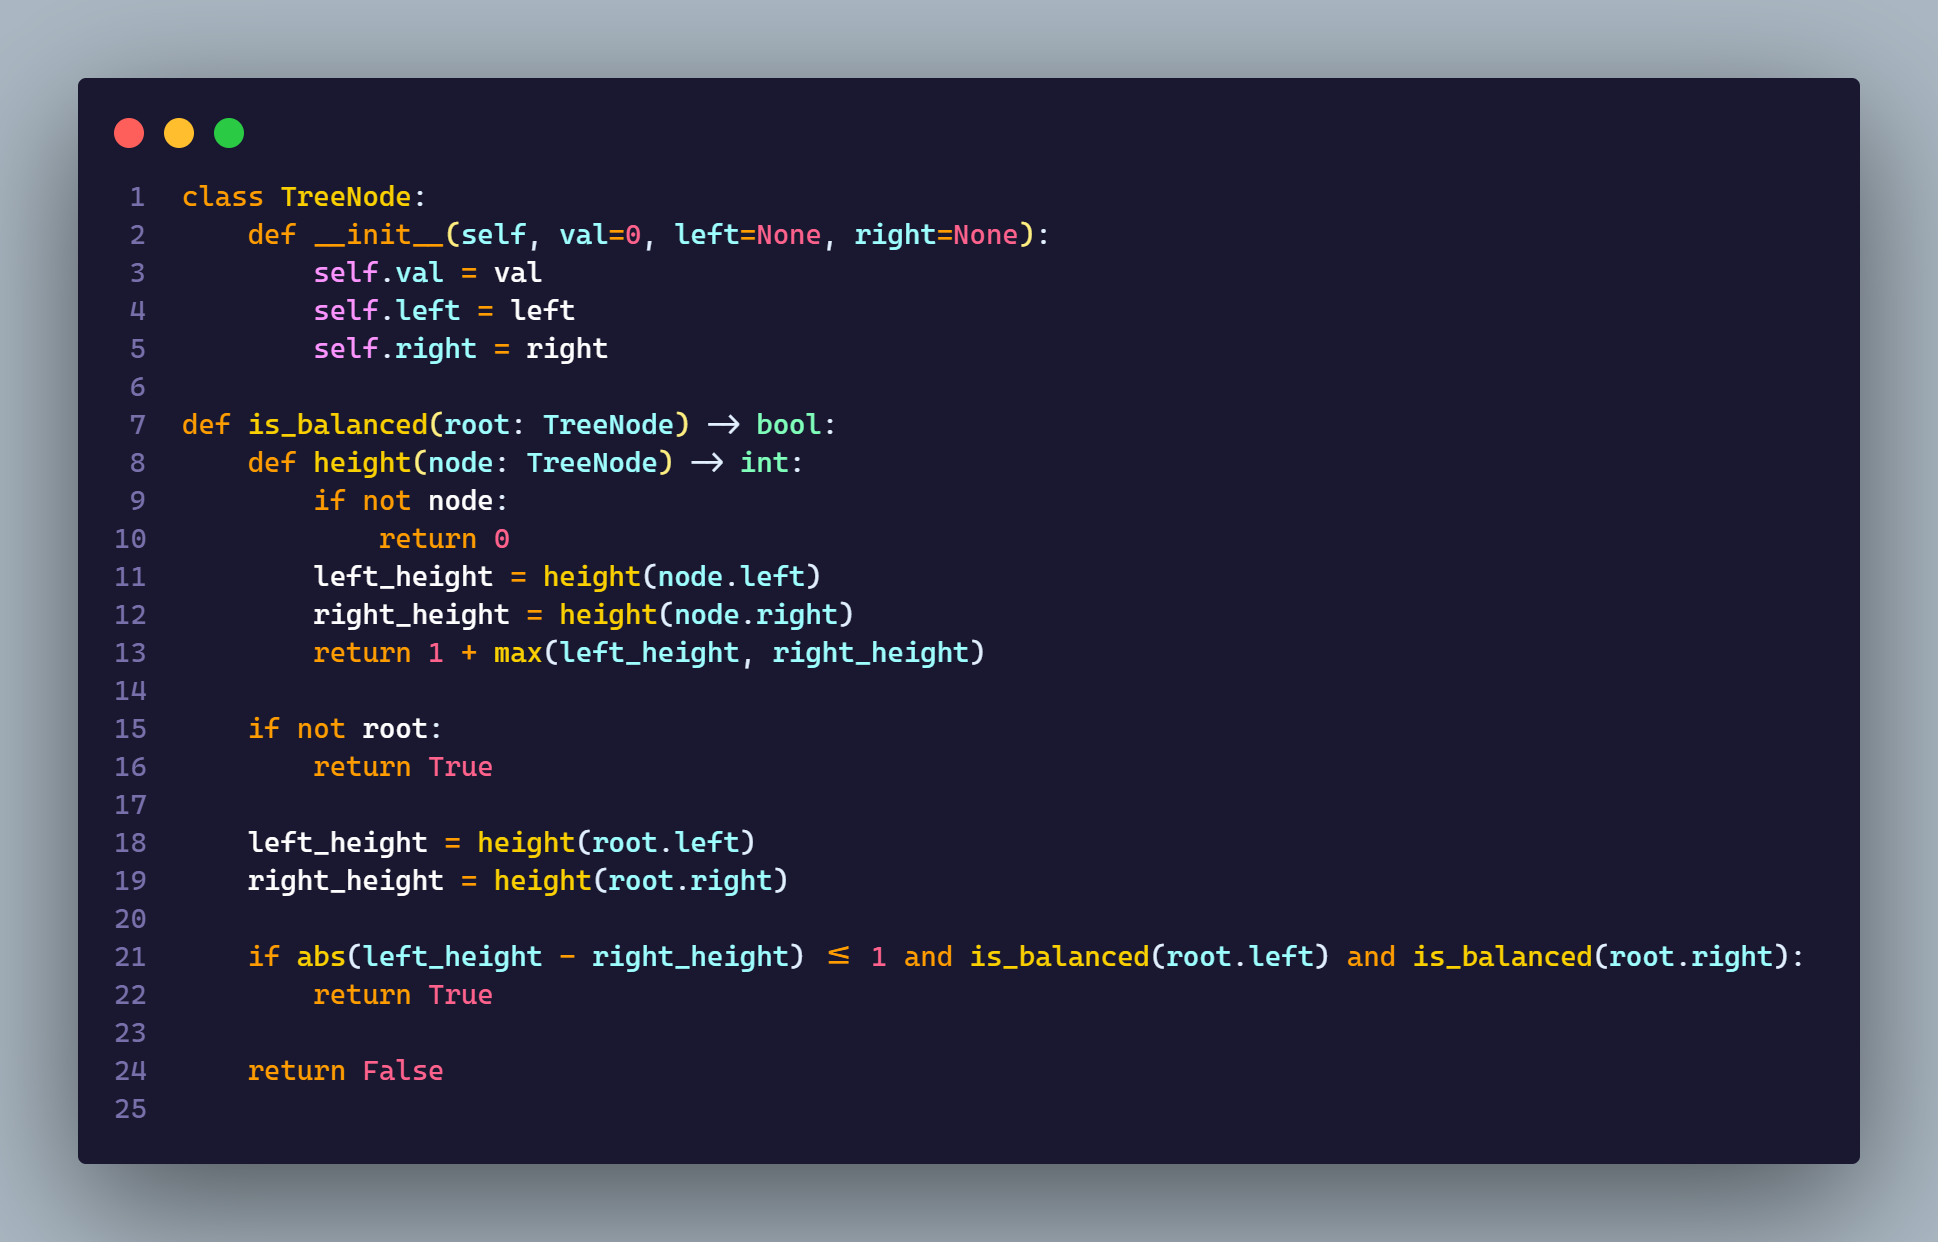 1 class TreeNode:
2     def __init__(self, val=0, left=None, right=None):
3         self.val = val
4         self.left = left
5         self.right = right
6
7 def is_balanced(root: TreeNode) -> bool:
8     def height(node: TreeNode) -> int:
9         if not node:
10             return 0
11         left_height = height(node.left)
12         right_height = height(node.right)
13         return 1 + max(left_height, right_height)
14
15     if not root:
16         return True
17
18     left_height = height(root.left)
19     right_height = height(root.right)
20
21     if abs(left_height - right_height) <= 1 and is_balanced(root.left) and is_balanced(root.right):
22         return True
23
24     return False
25